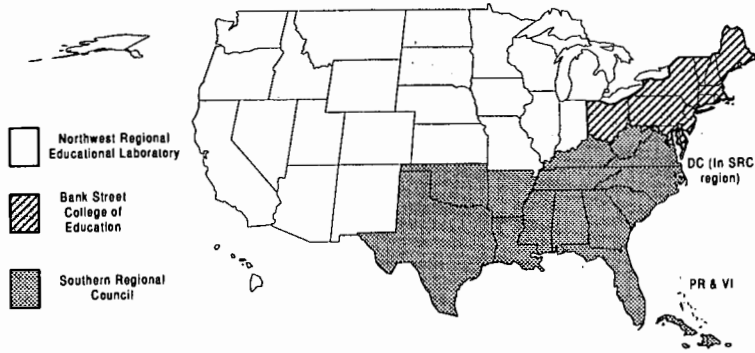 Northwest Regional
Educational Laboratory
Bank Street
College of
Education
Southern Regional
Council
DC (In SRC
region)
PR & VI